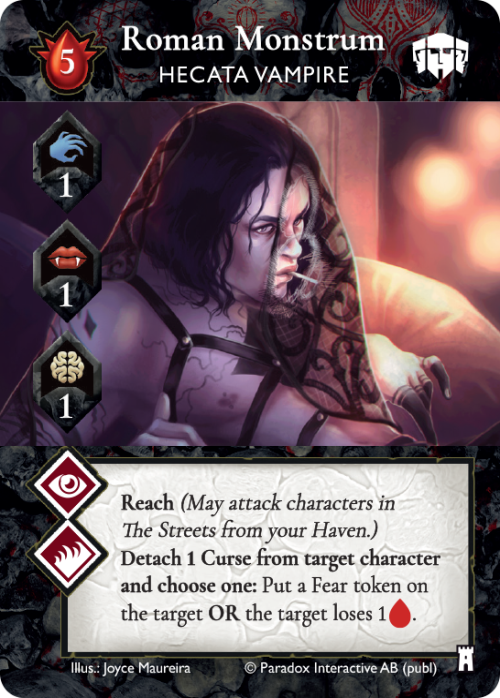 5
Roman Monstrum
HECATA VAMPIRE
1
1
1
Reach (May attack characters in
The Streets from your Haven.)
Detach 1 Curse from target character
and choose one: Put a Fear token on
the target OR the target loses 1 .
Illus.: Joyce Maureira
© Paradox Interactive AB (publ)